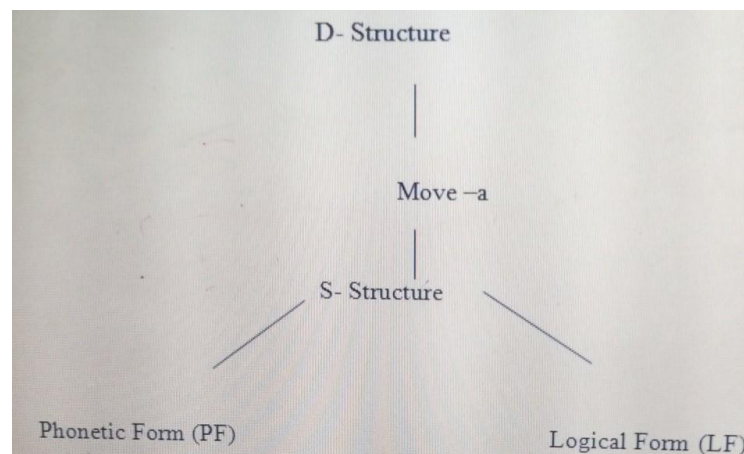 D- Structure
Move –a
S- Structure
Phonetic Form (PF)
Logical Form (LF)